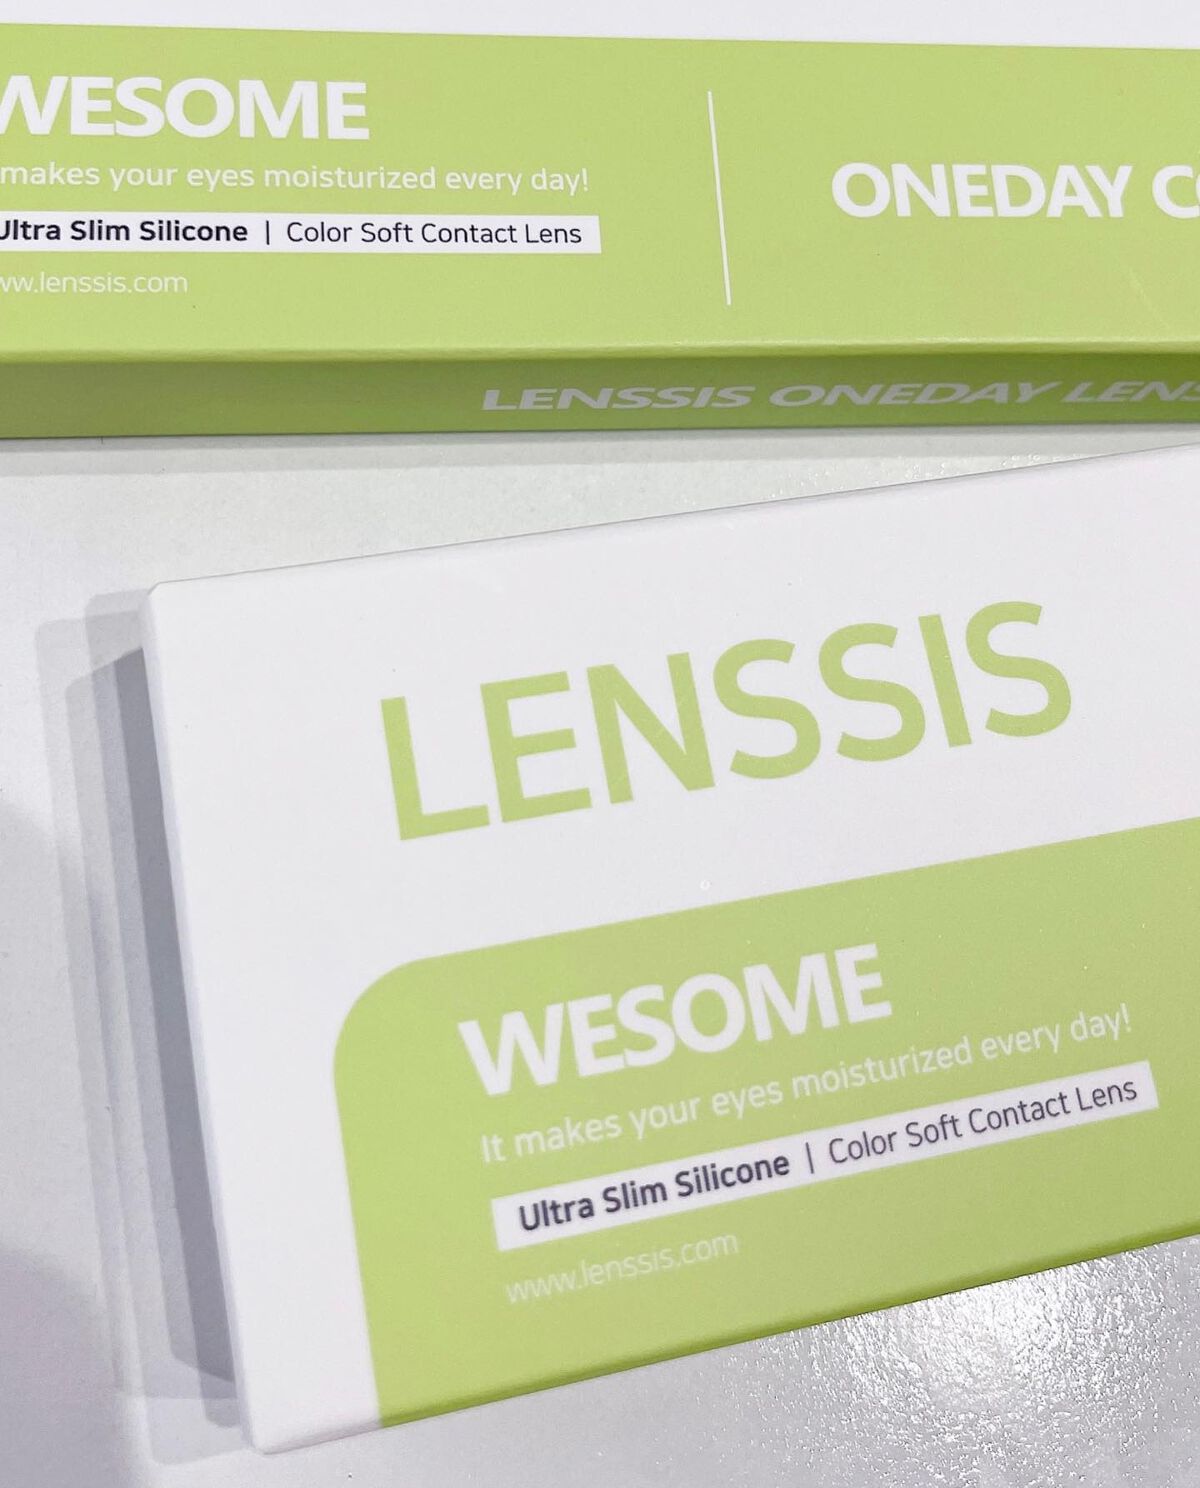 WESOME
makes your eyes moisturized every day!
Ultra Slim Silicone | Color Soft Contact Lens
ww.lenssis.com
ONEDAY
LENSSIS ONEDAY LENS
LENSSIS
WESOME
It makes your eyes moisturized every day!
Ultra Slim Silicone | Color Soft Contact Lens
www.lenssis.com